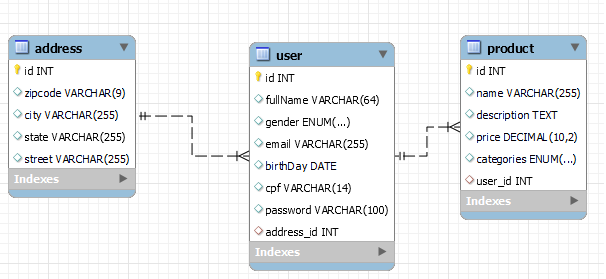 address
id INT
zipcode VARCHAR(9)
city VARCHAR(255)
state VARCHAR(255)
street VARCHAR(255)
Indexes
user
id INT
fullName VARCHAR(64)
gender ENUM(...)
email VARCHAR(255)
birthDay DATE
cpf VARCHAR(14)
password VARCHAR(100)
address_id INT
Indexes
product
id INT
name VARCHAR(255)
description TEXT
price DECIMAL(10,2)
categories ENUM(...)
user_id INT
Indexes